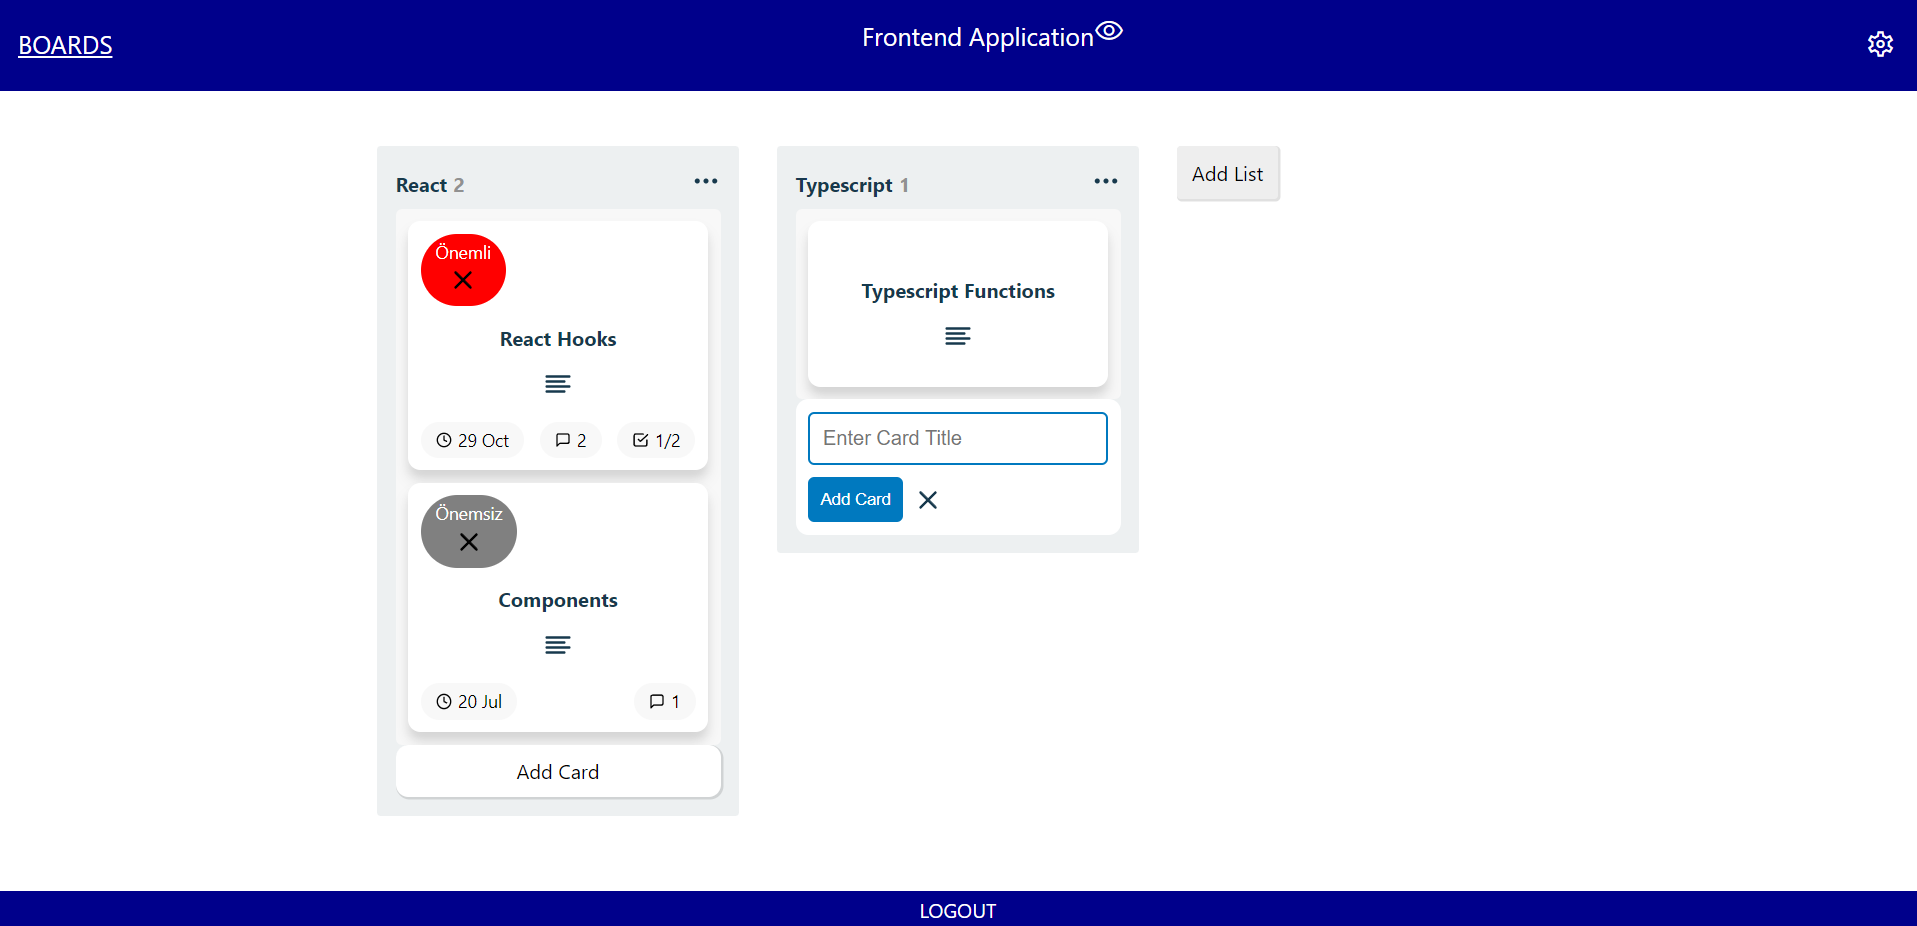 BOARDS
Frontend Application
React 2
Önemli
React Hooks
29 Oct
2
1/2
Önemsiz
Components
20 Jul
1
Add Card
Typescript 1
Typescript Functions
Enter Card Title
Add Card
Add List
LOGOUT